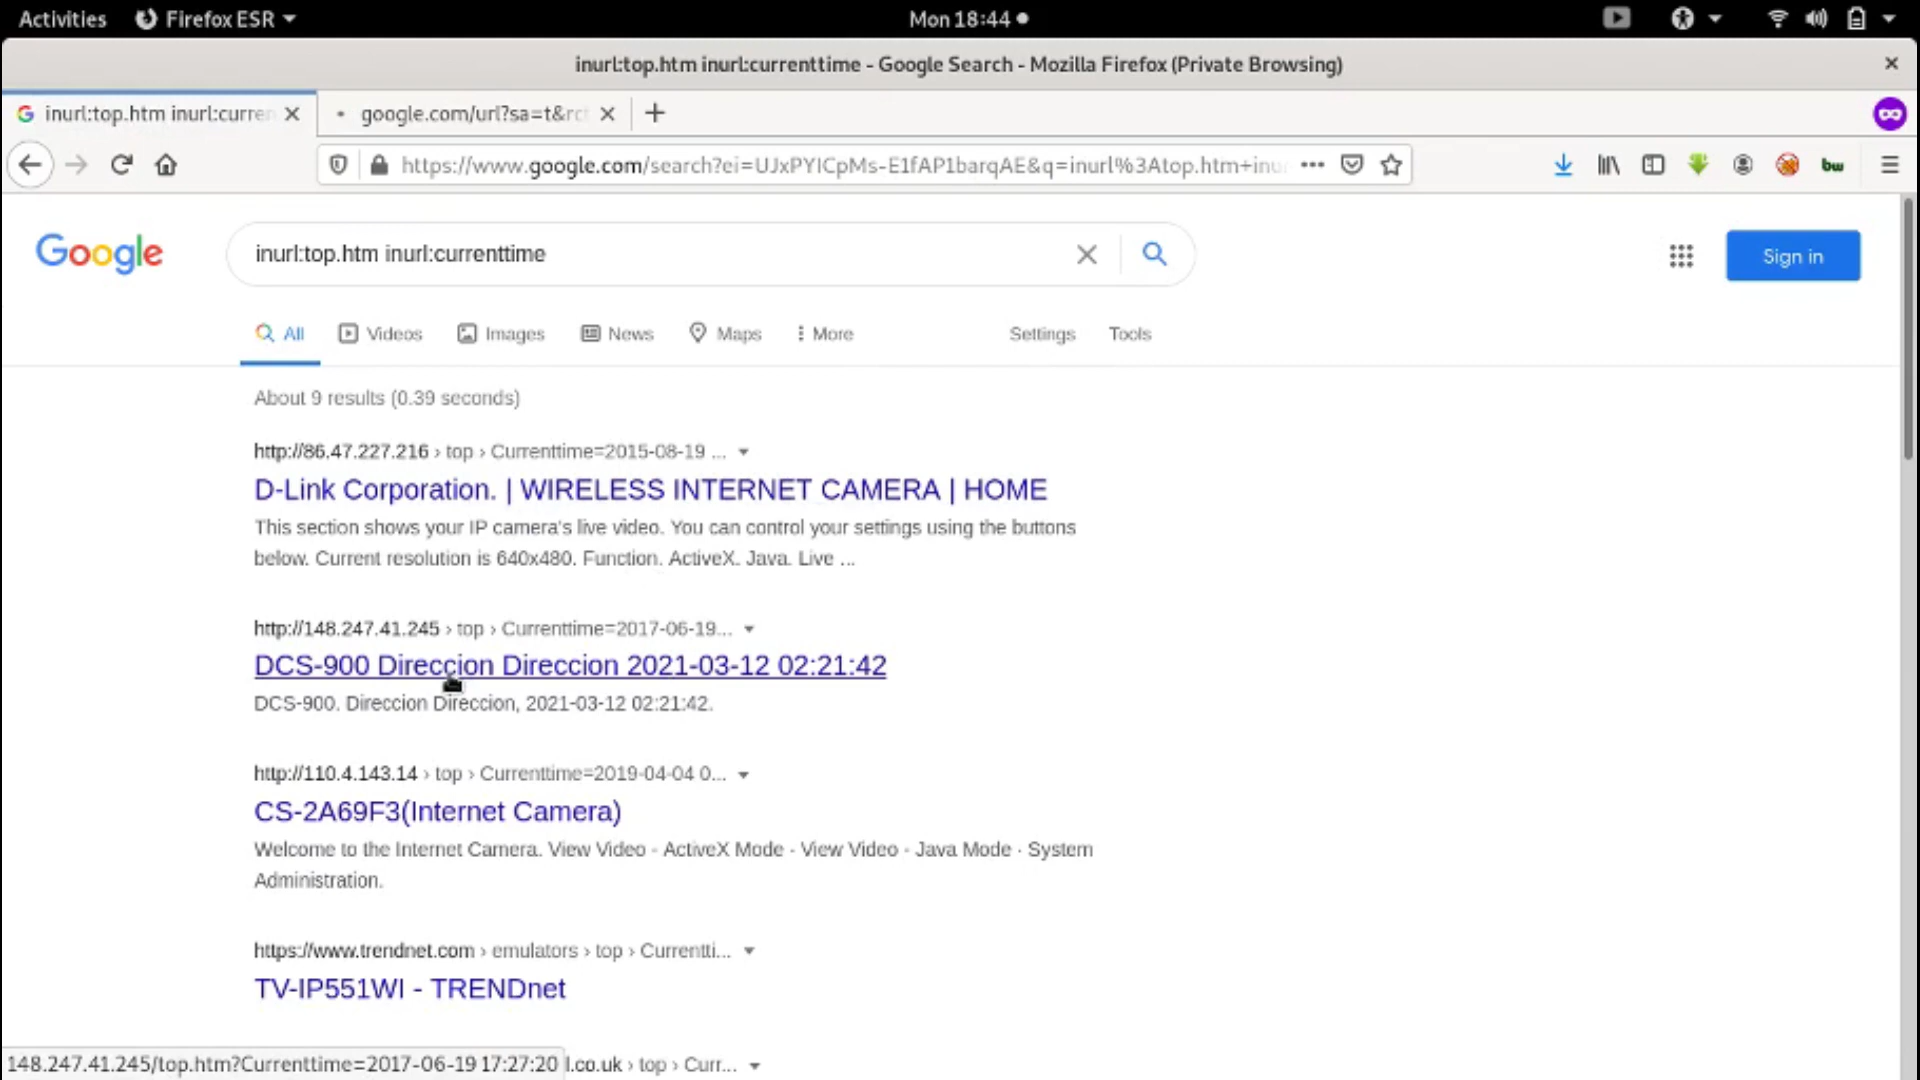 Activities Firefox ESR Mon 18:44
inurl:top.htm inurl:currenttime - Google Search - Mozilla Firefox (Private Browsing)
inurl:top.htm inurl:curren google.com/url?sa=t&rct
https://www.google.com/search?ei=UJxPYICpMs-E1fAP1barqAE&q=inurl%3Atop.htm+inu bw
Google inurl:top.htm inurl:currenttime Sign in
All Videos Images News Maps More Settings Tools
About 9 results (0.39 seconds)
http://86.47.227.216 › top › Currenttime=2015-08-19 ...
D-Link Corporation. | WIRELESS INTERNET CAMERA | HOME
This section shows your IP camera's live video. You can control your settings using the buttons
below. Current resolution is 640x480. Function. ActiveX. Java. Live ...
http://148.247.41.245 › top › Currenttime=2017-06-19...
DCS-900 Direccion Direccion 2021-03-12 02:21:42
DCS-900. Direccion Direccion, 2021-03-12 02:21:42.
http://110.4.143.14 › top › Currenttime=2019-04-04 0...
CS-2A69F3(Internet Camera)
Welcome to the Internet Camera. View Video - ActiveX Mode - View Video - Java Mode · System
Administration.
https://www.trendnet.com › emulators › top › Currentti...
TV-IP551WI - TRENDnet
148.247.41.245/top.htm?Currenttime=2017-06-19 17:27:20 l.co.uk › top › Curr...